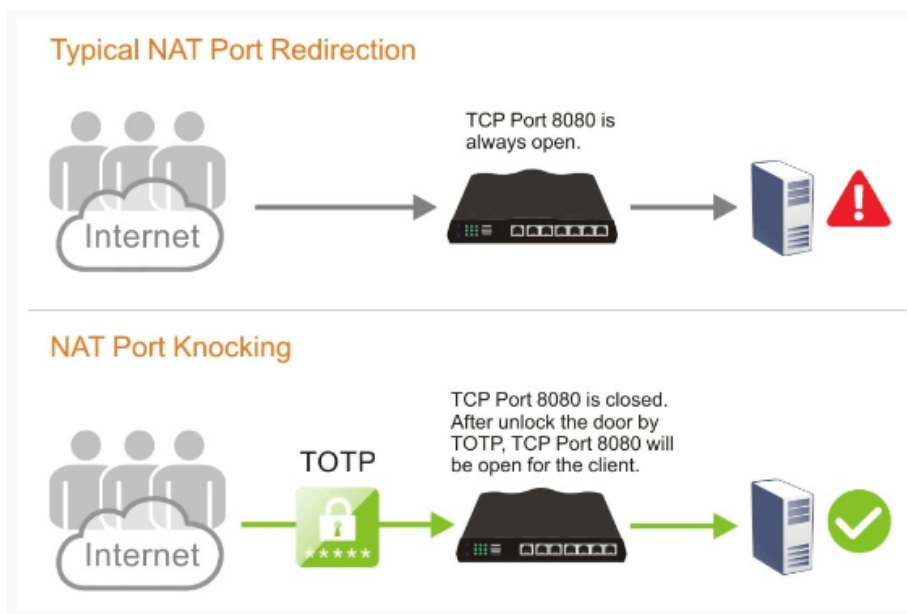 Typical NAT Port Redirection
TCP Port 8080 is
always open.
Internet
NAT Port Knocking
TCP Port 8080 is closed.
After unlock the door by
TOTP, TCP Port 8080 will
be open for the client.
TOTP
*****
Internet